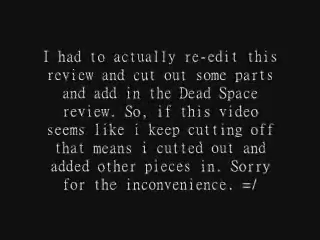 I had to actually re-edit this
review and cut out some parts
and add in the Dead Space
review. So, if this video
seems like i keep cutting off
that means i cutted out and
added other pieces in. Sorry
for the inconvenience. =/